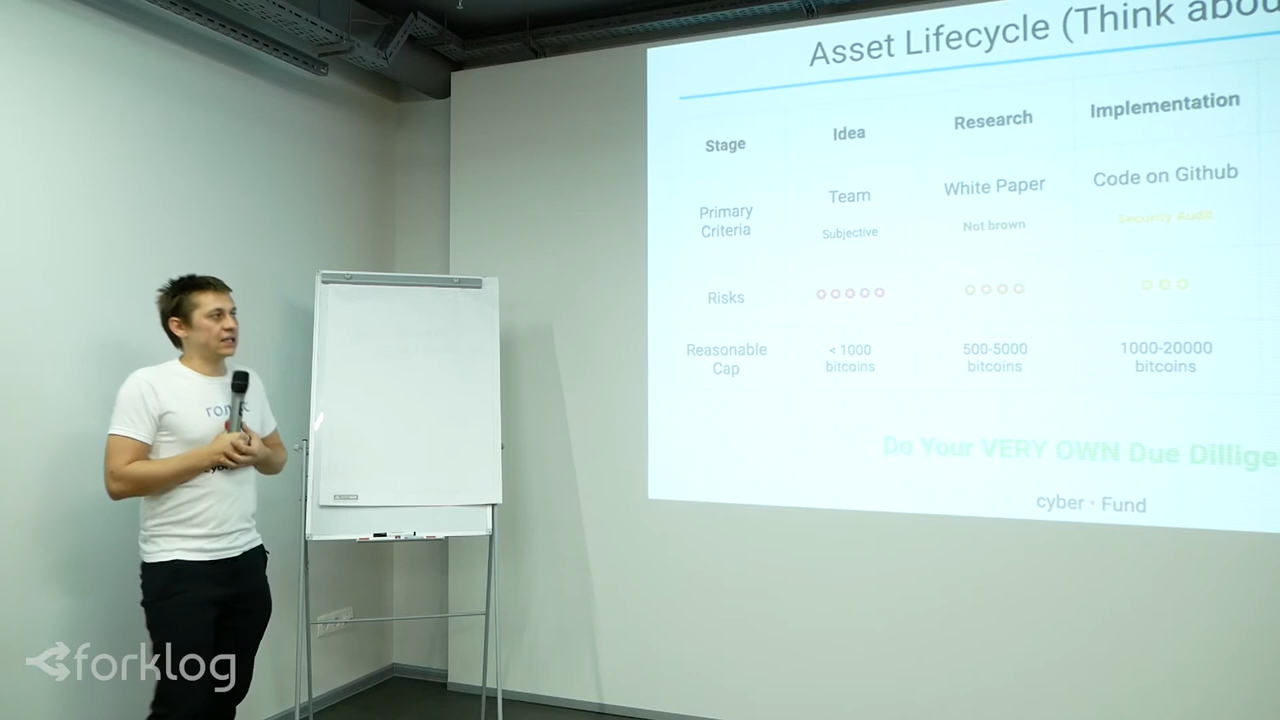 Asset Lifecycle (Think abou
Stage Idea Research Implementation
Primary Criteria Team White Paper Code on Github
Subjective Not brown Security Audit
Risks
Reasonable Cap < 1000 bitcoins 500-5000 bitcoins 1000-20000 bitcoins
Do Your VERY OWN Due Dillige
cyber · Fund
forklog